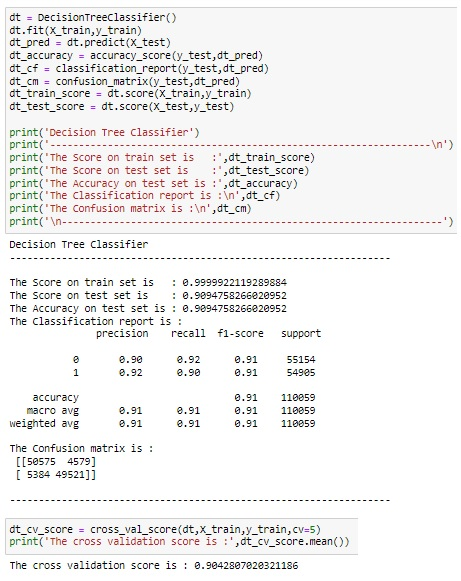 dt = DecisionTreeClassifier()
dt.fit(X_train,y_train)
dt_pred = dt.predict(X_test)
dt_accuracy = accuracy_score(y_test,dt_pred)
dt_cf = classification_report(y_test,dt_pred)
dt_cm = confusion_matrix(y_test,dt_pred)
dt_train_score = dt.score(X_train,y_train)
dt_test_score = dt.score(X_test,y_test)
print('Decision Tree Classifier')
print('------------------------------------------------------------------\n')
print('The Score on train set is   :',dt_train_score)
print('The Score on test set is    :',dt_test_score)
print('The Accuracy on test set is :',dt_accuracy)
print('The Classification report is :\n',dt_cf)
print('The Confusion matrix is :\n',dt_cm)
print('\n------------------------------------------------------------------')
Decision Tree Classifier
------------------------------------------------------------------
The Score on train set is   : 0.9999922119289884
The Score on test set is    : 0.9094758266020952
The Accuracy on test set is : 0.9094758266020952
The Classification report is :
              precision    recall  f1-score   support
           0       0.90      0.92      0.91     55154
           1       0.92      0.90      0.91     54905
    accuracy                           0.91    110059
   macro avg       0.91      0.91      0.91    110059
weighted avg       0.91      0.91      0.91    110059
The Confusion matrix is :
 [[50575  4579]
 [ 5384 49521]]
------------------------------------------------------------------
dt_cv_score = cross_val_score(dt,X_train,y_train,cv=5)
print('The cross validation score is :',dt_cv_score.mean())
The cross validation score is : 0.9042807020321186